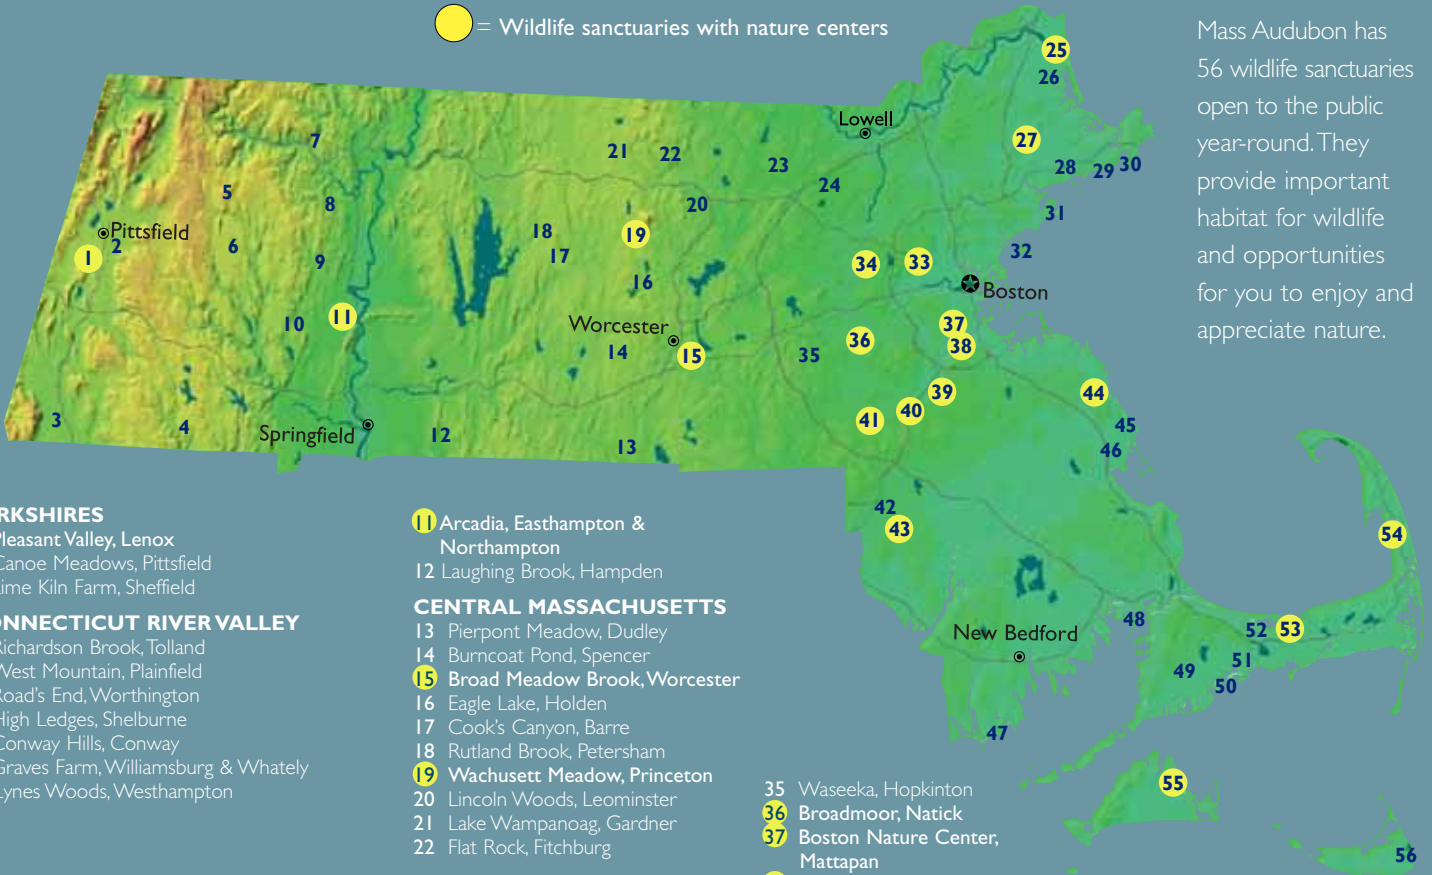 = Wildlife sanctuaries with nature centers
Mass Audubon has
56 wildlife sanctuaries
open to the public
year-round. They
provide important
habitat for wildlife
and opportunities
for you to enjoy and
appreciate nature.
25
26
Lowell
27
7
21
22
23
28
29
30
24
5
8
20
31
Pittsfield
2
1
6
18
19
17
9
34
33
32
16
Boston
10
11
Worcester
37
36
38
14
15
35
39
44
3
4
Springfield
12
13
41
40
45
46
42
43
54
48
New Bedford
52
53
49
51
50
47
55
56
RKSHIRES
Pleasant Valley, Lenox
Canoe Meadows, Pittsfield
Lime Kiln Farm, Sheffield
ONNECTICUT RIVER VALLEY
Richardson Brook, Tolland
West Mountain, Plainfield
Road's End, Worthington
High Ledges, Shelburne
Conway Hills, Conway
Graves Farm, Williamsburg & Whately
Lynes Woods, Westhampton
11 Arcadia, Easthampton &
Northampton
12 Laughing Brook, Hampden
CENTRAL MASSACHUSETTS
13 Pierpont Meadow, Dudley
14 Burncoat Pond, Spencer
15 Broad Meadow Brook, Worcester
16 Eagle Lake, Holden
17 Cook's Canyon, Barre
18 Rutland Brook, Petersham
19 Wachusett Meadow, Princeton
20 Lincoln Woods, Leominster
21 Lake Wampanoag, Gardner
22 Flat Rock, Fitchburg
35 Waseeka, Hopkinton
36 Broadmoor, Natick
37 Boston Nature Center,
Mattapan